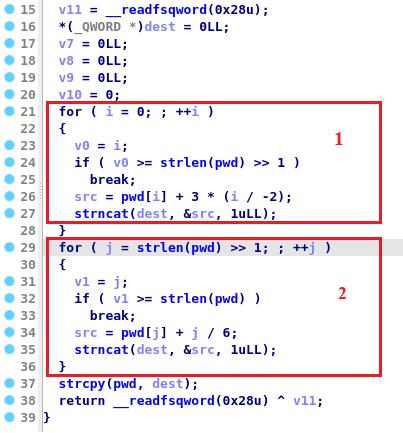 15 v11 = __readfsqword(0x28u);
16 *(_QWORD *)dest = 0LL;
17 v7 = 0LL;
18 v8 = 0LL;
19 v9 = 0LL;
20 v10 = 0;
21 for ( i = 0; ; ++i )
22 {
23 v0 = i; 1
24 if ( v0 >= strlen(pwd) >> 1 )
25 break;
26 src = pwd[i] + 3 * (i / -2);
27 strncat(dest, &src, 1uLL);
28 }
29 for ( j = strlen(pwd) >> 1; ; ++j )
30 {
31 v1 = j; 2
32 if ( v1 >= strlen(pwd) )
33 break;
34 src = pwd[j] + j / 6;
35 strncat(dest, &src, 1uLL);
36 }
37 strcpy(pwd, dest);
38 return __readfsqword(0x28u) ^ v11;
39 }